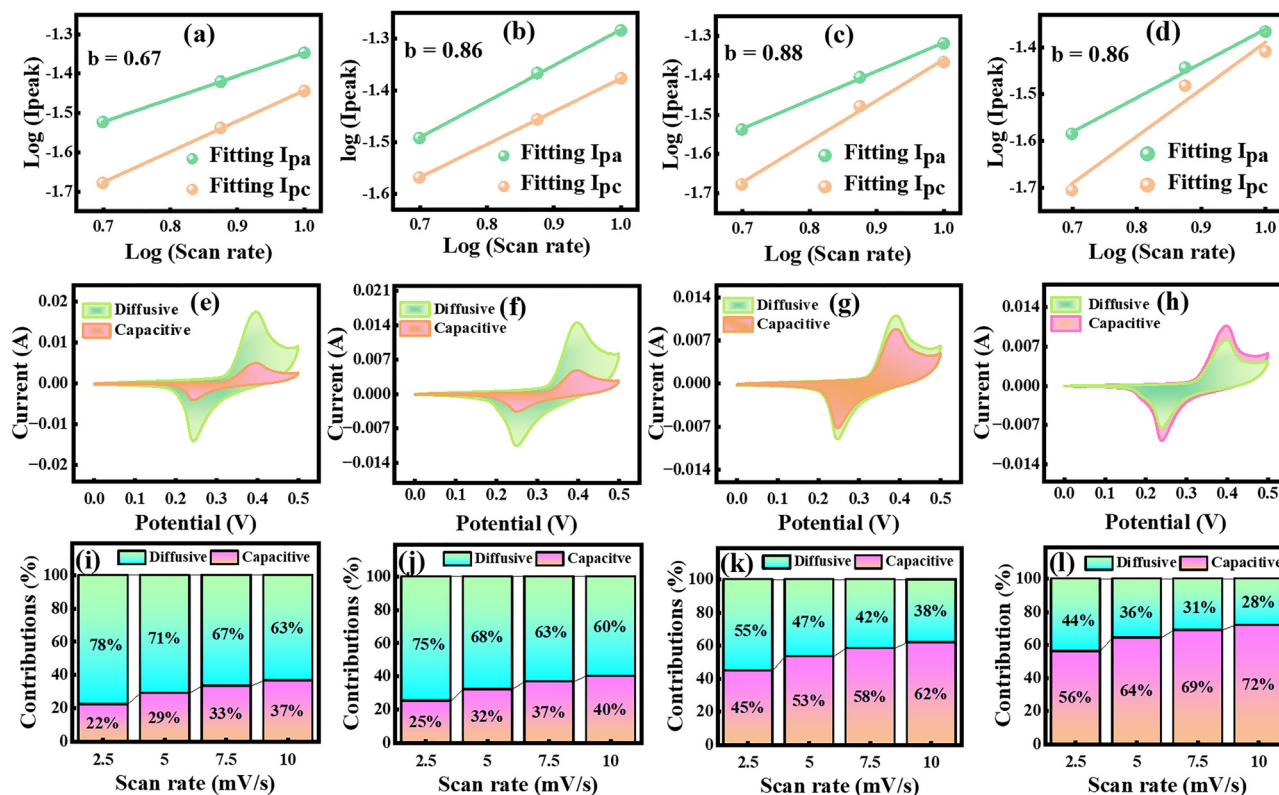 (a)
b = 0.67
Log (Ipeak)
-1.3
-1.4
-1.5
-1.6
-1.7
Fitting Ipa
Fitting Ipc
0.7 0.8 0.9 1.0
Log (Scan rate)
(b)
b = 0.86
log (Ipeak)
-1.3
-1.4
-1.5
-1.6
Fitting Ipa
Fitting Ipc
0.7 0.8 0.9 1.0
Log (Scan rate)
(c)
b = 0.88
Log (Ipeak)
-1.3
-1.4
-1.5
-1.6
-1.7
Fitting Ipa
Fitting Ipc
0.7 0.8 0.9 1.0
Log (Scan rate)
(d)
b = 0.86
Log (Ipeak)
-1.4
-1.5
-1.6
-1.7
Fitting Ipa
Fitting Ipc
0.7 0.8 0.9 1.0
Log (Scan rate)
(e)
Diffusive
Capacitive
Current (A)
0.02
0.01
0.00
−0.01
−0.02
0.0 0.1 0.2 0.3 0.4 0.5
Potential (V)
(f)
Diffusive
Capacitive
Current (A)
0.021
0.014
0.007
0.000
−0.007
−0.014
0.0 0.1 0.2 0.3 0.4 0.5
Potential (V)
(g)
Diffusive
Capacitive
Current (A)
0.014
0.007
0.000
−0.007
−0.014
0.0 0.1 0.2 0.3 0.4 0.5
Potential (V)
(h)
Diffusive
Capacitive
Current (A)
0.014
0.007
0.000
−0.007
−0.014
0.0 0.1 0.2 0.3 0.4 0.5
Potential (V)
(i)
Diffusive Capacitive
Contributions (%)
100
80
60
40
20
0
78% 71% 67% 63%
22% 29% 33% 37%
2.5 5 7.5 10
Scan rate (mV/s)
(j)
Diffusive Capacitve
Contributions (%)
100
80
60
40
20
0
75% 68% 63% 60%
25% 32% 37% 40%
2.5 5 7.5 10
Scan rate (mV/s)
(k)
Diffusive Capacitive
Contributions (%)
100
80
60
40
20
0
55% 47% 42% 38%
45% 53% 58% 62%
2.5 5 7.5 10
Scan rate (mV/s)
(l)
Diffusive Capacitive
Contribution (%)
100
80
60
40
20
0
44% 36% 31% 28%
56% 64% 69% 72%
2.5 5 7.5 10
Scan rate (mV/s)